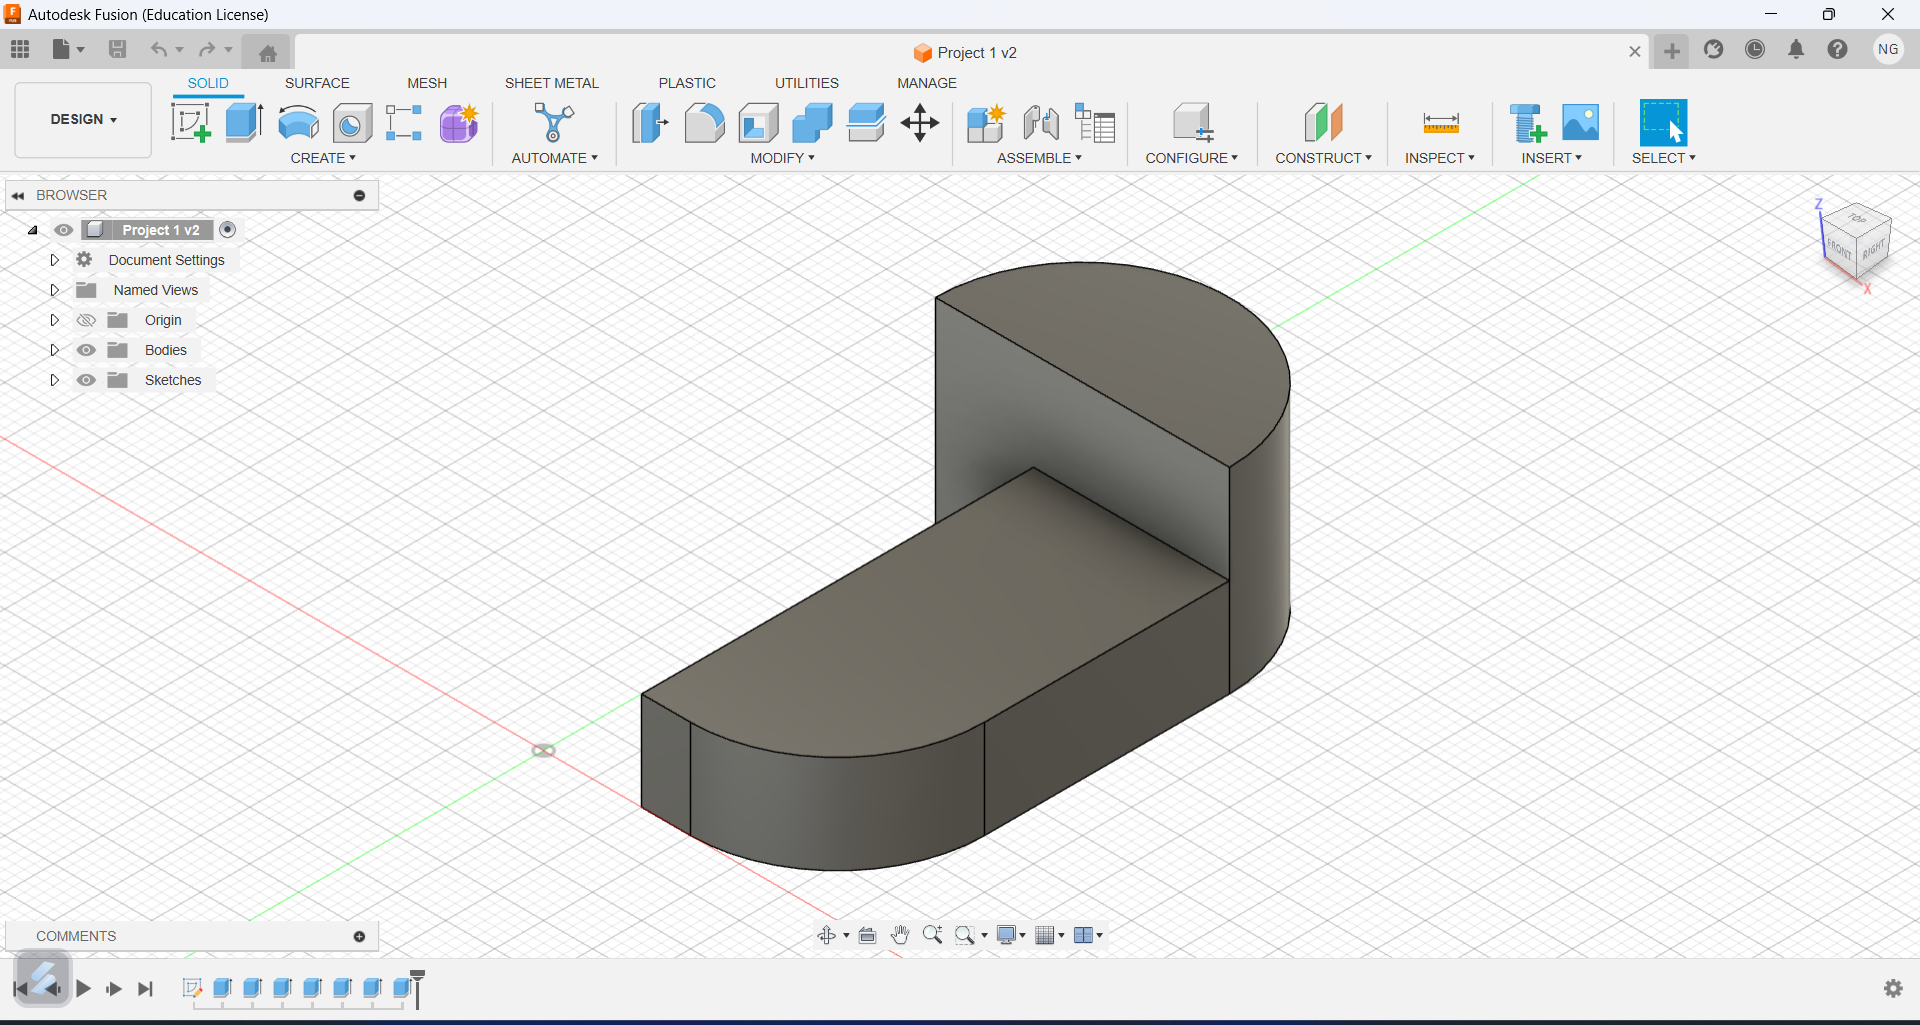 Autodesk Fusion (Education License)
Project 1 v2
NG
DESIGN
SOLID
SURFACE
MESH
SHEET METAL
PLASTIC
UTILITIES
MANAGE
CREATE
AUTOMATE
MODIFY
ASSEMBLE
CONFIGURE
CONSTRUCT
INSPECT
INSERT
SELECT
BROWSER
Project 1 v2
Document Settings
Named Views
Origin
Bodies
Sketches
Z
TOP
FRONT
RIGHT
X
COMMENTS